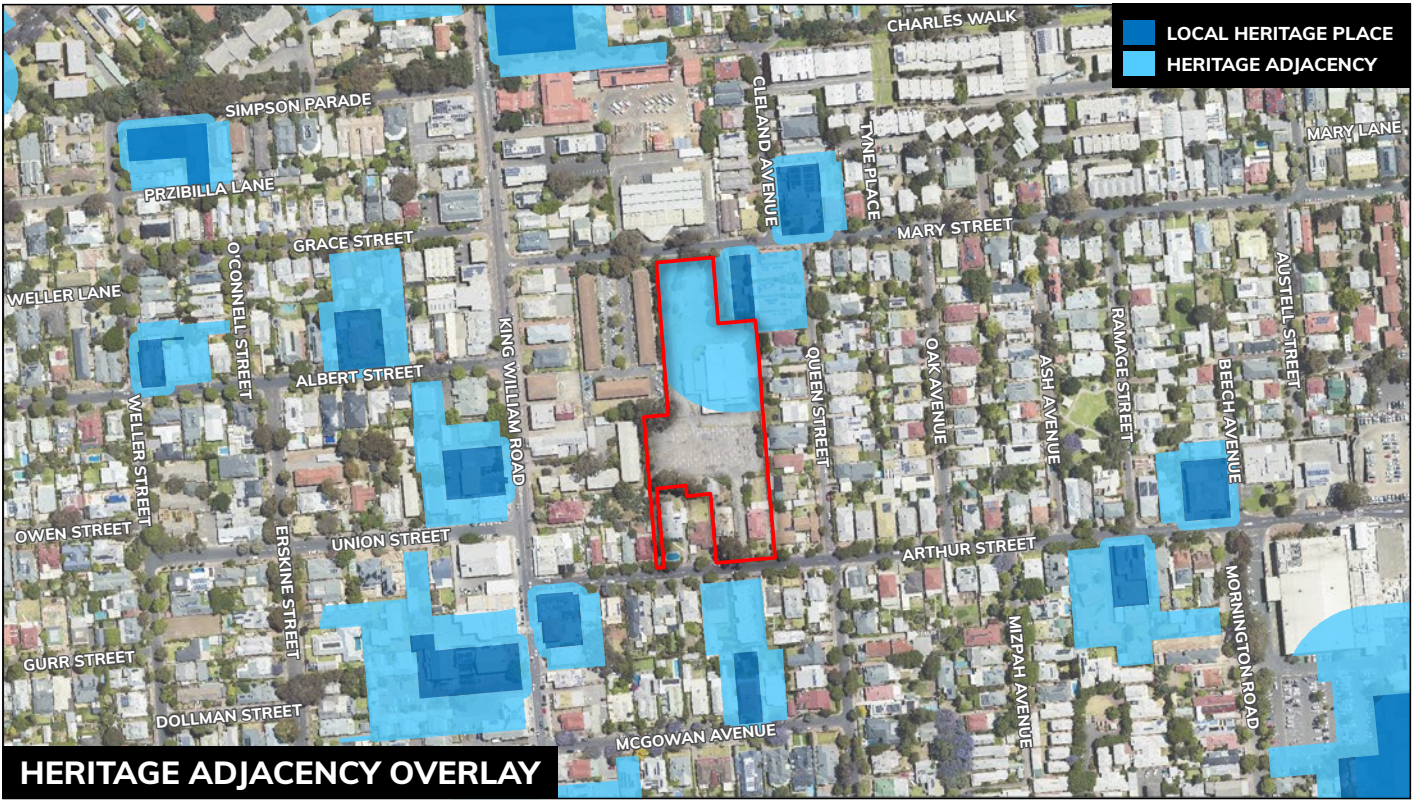 CHARLES WALK
LOCAL HERITAGE PLACE
HERITAGE ADJACENCY
SIMPSON PARADE
CLELAND AVENUE
TYNE PLACE
MARY LANE
PRZIBILLA LANE
GRACE STREET
MARY STREET
O'CONNELL STREET
WELLER LANE
AUSTELL STREET
KING WILLIAM ROAD
RAMAGE STREET
ALBERT STREET
QUEEN STREET
OAK AVENUE
ASH AVENUE
BEECH AVENUE
WELLER STREET
OWEN STREET
ERSKINE STREET
UNION STREET
ARTHUR STREET
MORNINGTON ROAD
MIZPAH AVENUE
GURR STREET
DOLLMAN STREET
MCGOWAN AVENUE
HERITAGE ADJACENCY OVERLAY